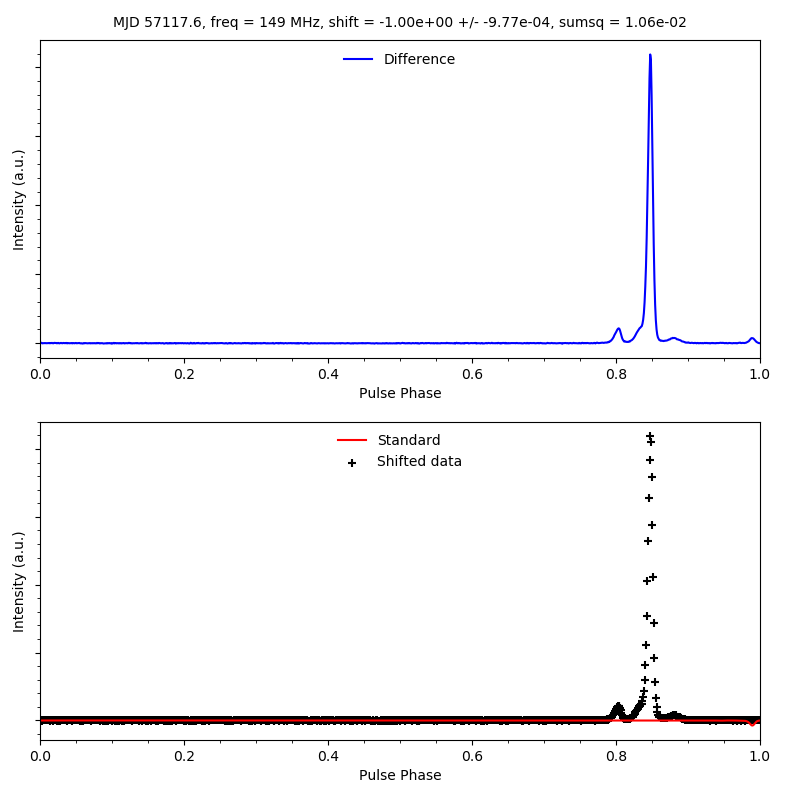 MJD 57117.6, freq = 149 MHz, shift = -1.00e+00 +/- -9.77e-04, sumsq = 1.06e-02
Difference
Intensity (a.u.)
0.0 0.2 0.4 0.6 0.8 1.0
Pulse Phase
Standard
Shifted data
Intensity (a.u.)
0.0 0.2 0.4 0.6 0.8 1.0
Pulse Phase